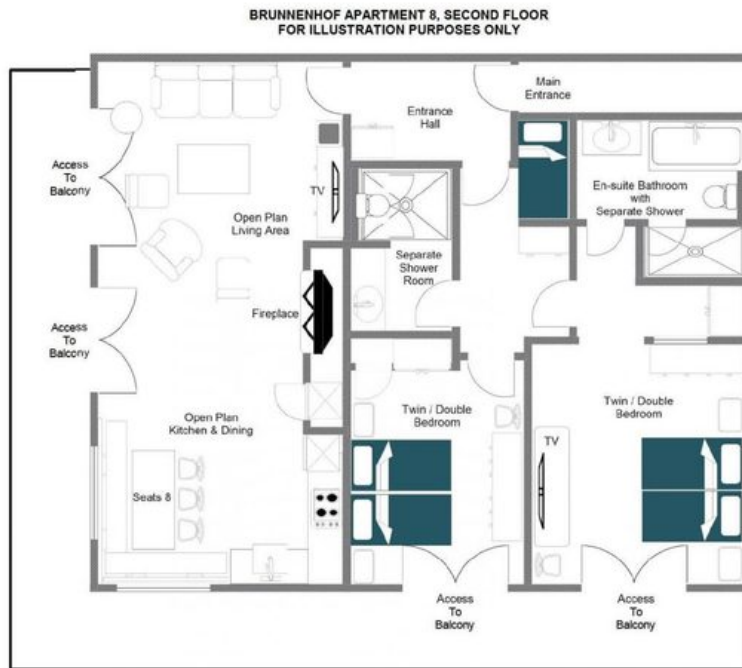 BRUNNENHOF APARTMENT 8, SECOND FLOOR
FOR ILLUSTRATION PURPOSES ONLY
Main
Entrance
Entrance
Hall
Access
To
Balcony
TV
En-suite Bathroom
with
Separate Shower
Open Plan
Living Area
Separate
Shower
Room
Fireplace
Access
To
Balcony
Open Plan
Kitchen & Dining
Twin / Double
Bedroom
Twin / Double
Bedroom
TV
Seats 8
Access
To
Balcony
Access
To
Balcony